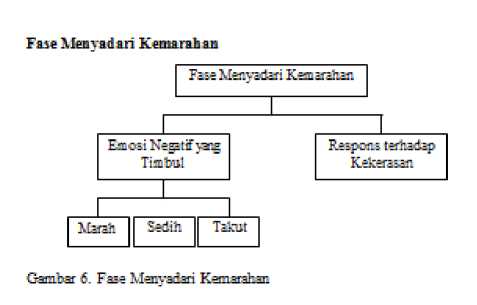 Fase Menyadari Kemarahan
Fase Menyadari Kemarahan
Emosi Negatif yang
Timbul
Respons terhadap
Kekerasan
Marah
Sedih
Takut
Gambar 6. Fase Menyadari Kemarahan